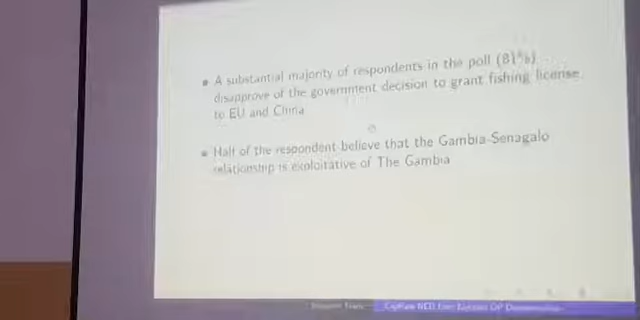 A substantial majority of respondents in the poll (81%)
disapprove of the government decision to grant fishing license
to EU and China
Half of the respondent believe that the Gambia-Senagalo
relationship is exploitative of The Gambia